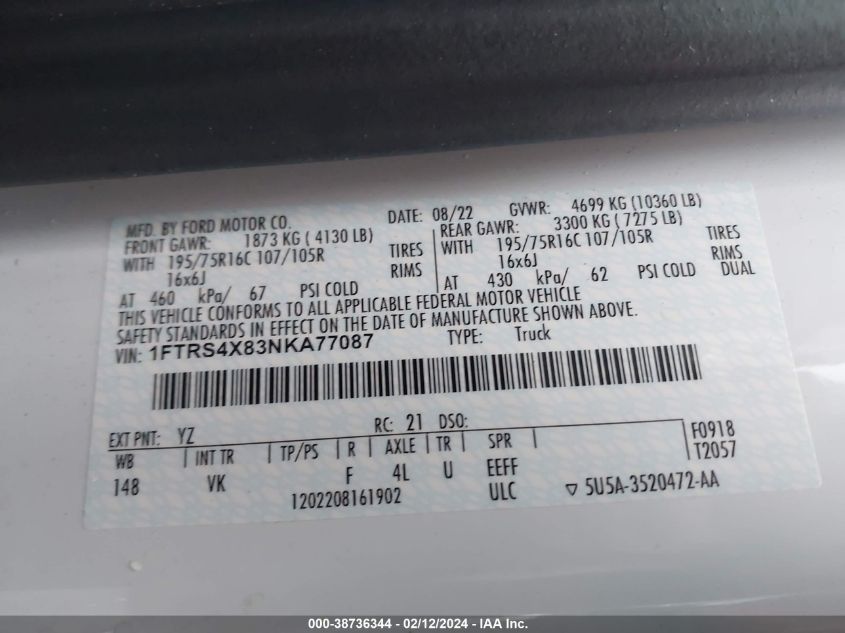 MFD. BY FORD MOTOR CO. DATE: 08/22 GVWR: 4699 KG (10360 LB)
FRONT GAWR: 1873 KG ( 4130 LB) REAR GAWR: 3300 KG ( 7275 LB)
WITH 195/75R16C 107/105R TIRES WITH 195/75R16C 107/105R TIRES
16x6J RIMS 16x6J RIMS
AT 460 kPa/ 67 PSI COLD AT 430 kPa/ 62 PSI COLD DUAL
THIS VEHICLE CONFORMS TO ALL APPLICABLE FEDERAL MOTOR VEHICLE
SAFETY STANDARDS IN EFFECT ON THE DATE OF MANUFACTURE SHOWN ABOVE.
VIN: 1FTRS4X83NKA77087 TYPE: Truck
EXT PNT: YZ RC: 21 DSO:
WB INT TR TP/PS R AXLE TR SPR F0918
148 VK F 4L U EEFF T2057
1202208161902 ULC ▽ 5U5A-3520472-AA
000-38736344 - 02/12/2024 - IAA Inc.